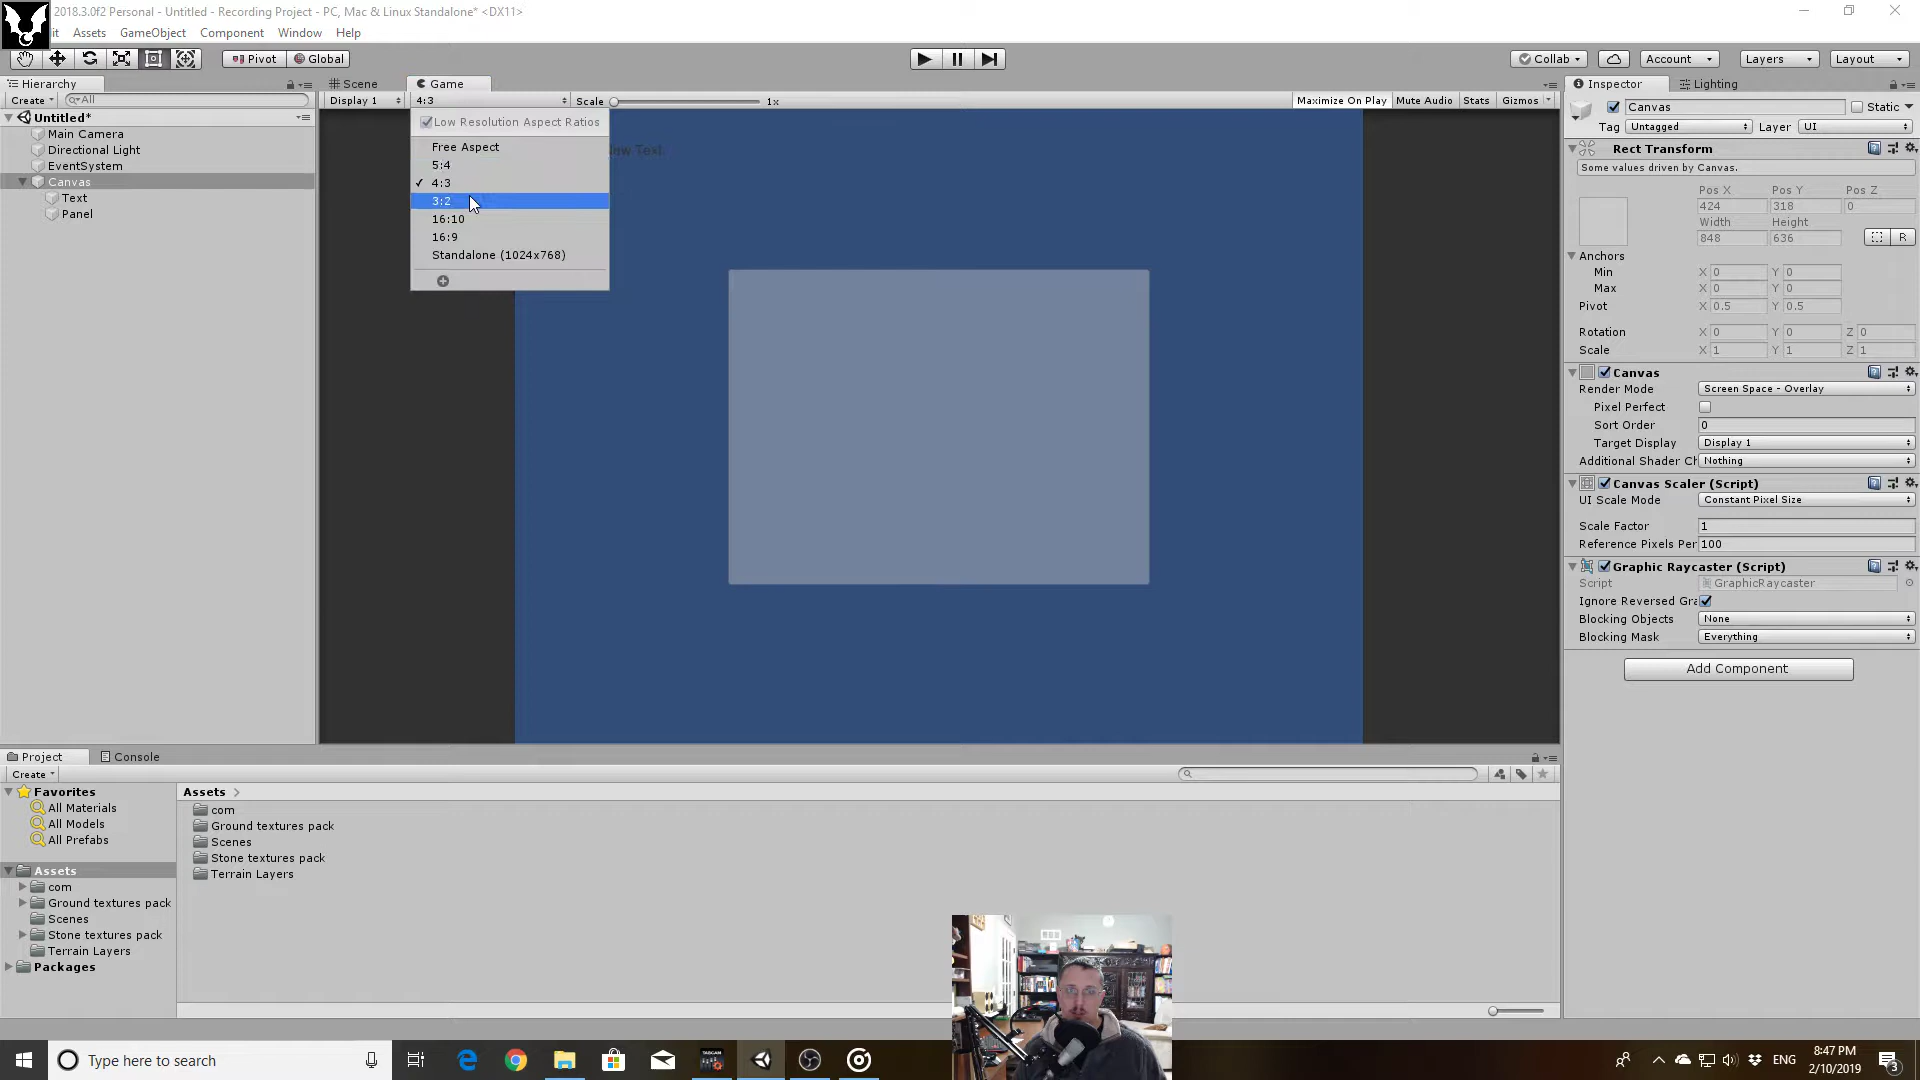 2018.3.0f2 Personal - Untitled - Recording Project - PC, Mac & Linux Standalone* <DX11>
it Assets GameObject Component Window Help
Pivot Global Collab Account Layers Layout
Hierarchy
Create All
Untitled*
Main Camera
Directional Light
EventSystem
Canvas
Text
Panel
Scene Game
Display 1 4:3 Scale 1x Maximize On Play Mute Audio Stats Gizmos
Low Resolution Aspect Ratios
Free Aspect
5:4
4:3
3:2
16:10
16:9
Standalone (1024x768)
Text
Inspector Lighting
Canvas Static
Tag Untagged Layer UI
Rect Transform
Some values driven by Canvas.
Pos X Pos Y Pos Z
424 318 0
Width Height
848 636 R
Anchors
Min X 0 Y 0
Max X 0 Y 0
Pivot X 0.5 Y 0.5
Rotation X 0 Y 0 Z 0
Scale X 1 Y 1 Z 1
Canvas
Render Mode Screen Space - Overlay
Pixel Perfect
Sort Order 0
Target Display Display 1
Additional Shader Ch Nothing
Canvas Scaler (Script)
UI Scale Mode Constant Pixel Size
Scale Factor 1
Reference Pixels Per 100
Graphic Raycaster (Script)
Script GraphicRaycaster
Ignore Reversed Gra
Blocking Objects None
Blocking Mask Everything
Add Component
Project Console
Create
Favorites
All Materials
All Models
All Prefabs
Assets
com
Ground textures pack
Scenes
Stone textures pack
Terrain Layers
Packages
Assets
com
Ground textures pack
Scenes
Stone textures pack
Terrain Layers
Type here to search
TASCAM
ENG
8:47 PM
2/10/2019
3